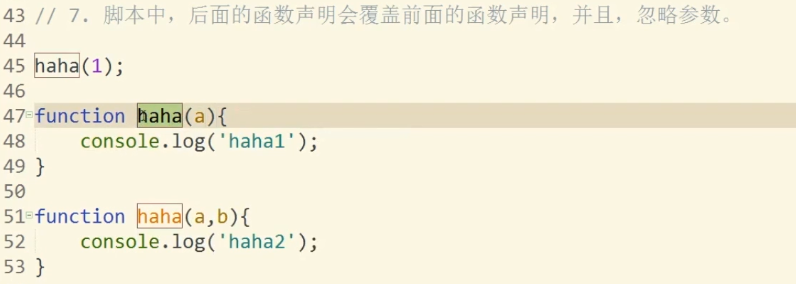 43 // 7. 脚本中，后面的函数声明会覆盖前面的函数声明，并且，忽略参数。
44
45 haha(1);
46
47 function haha(a){
48     console.log('haha1');
49 }
50
51 function haha(a,b){
52     console.log('haha2');
53 }